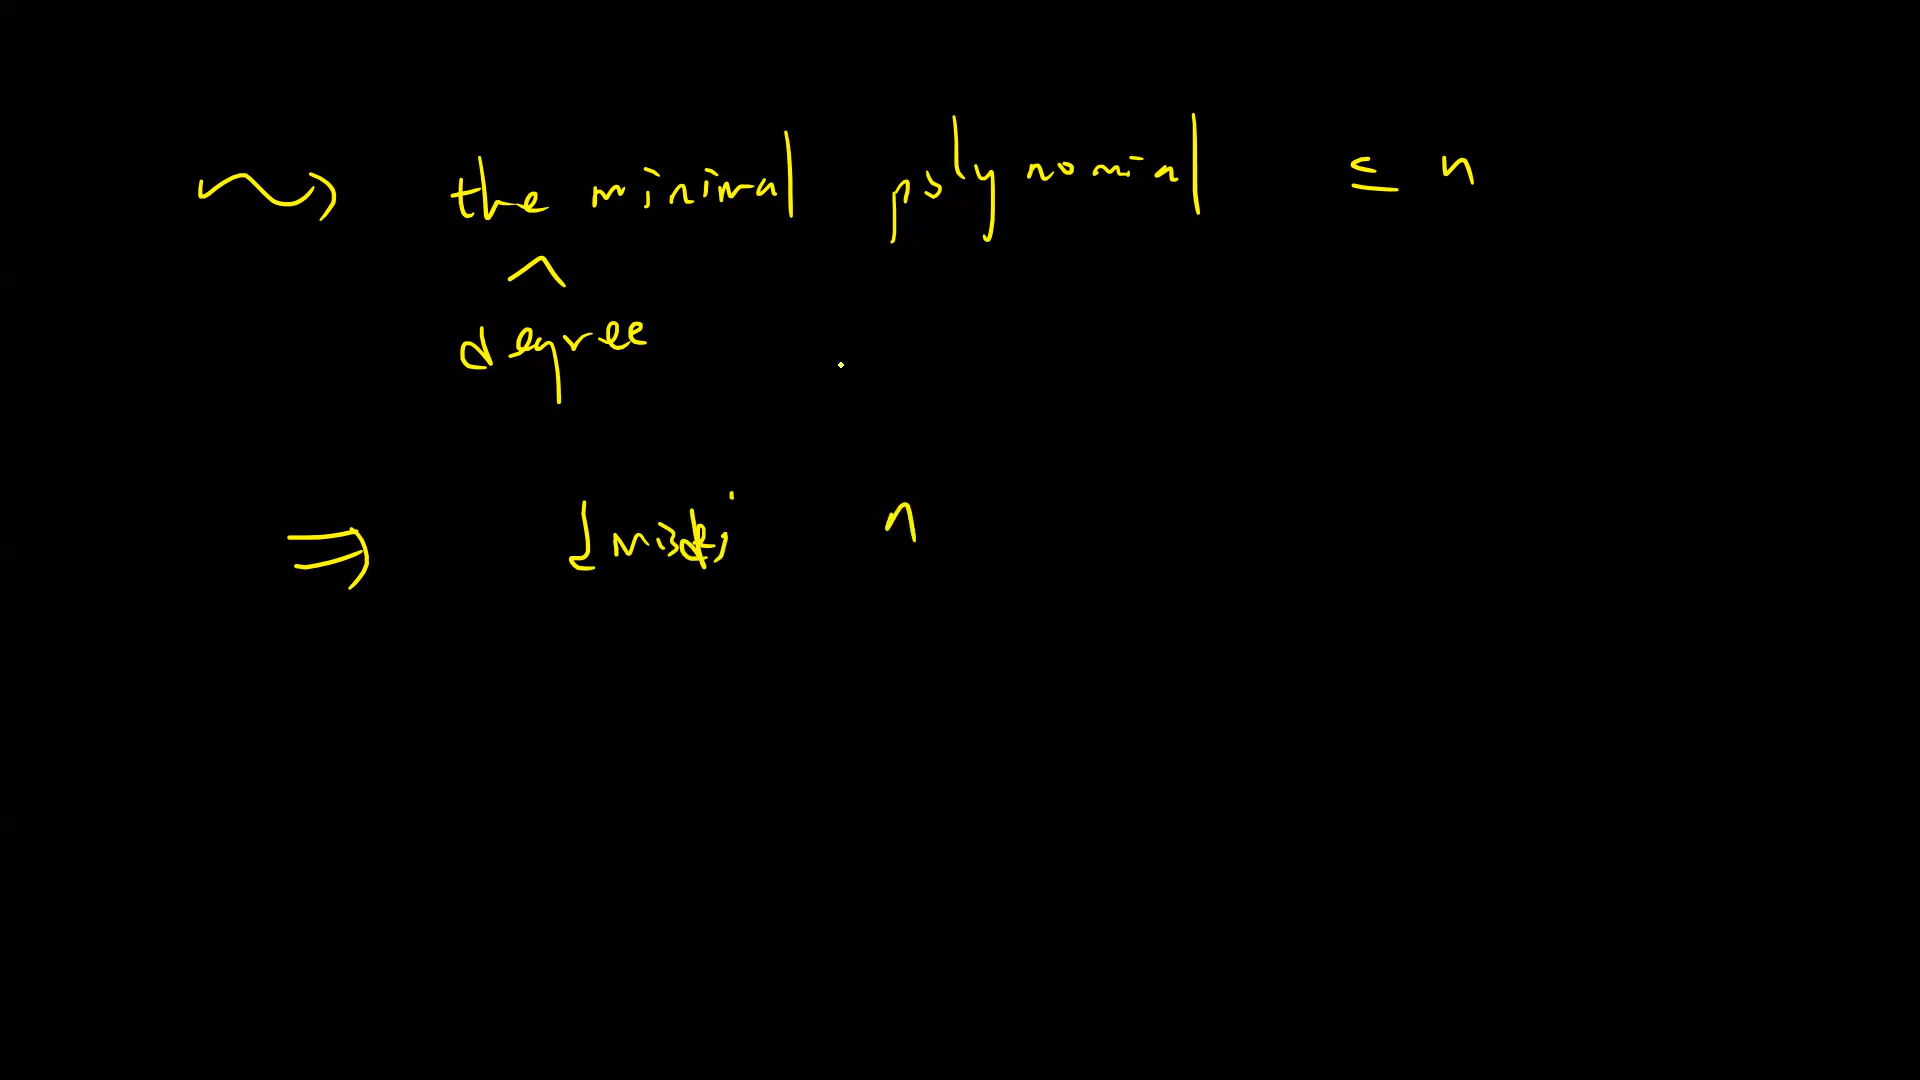 ⇝ the minimal polynomial ≤ n
^
degree
⇒ n